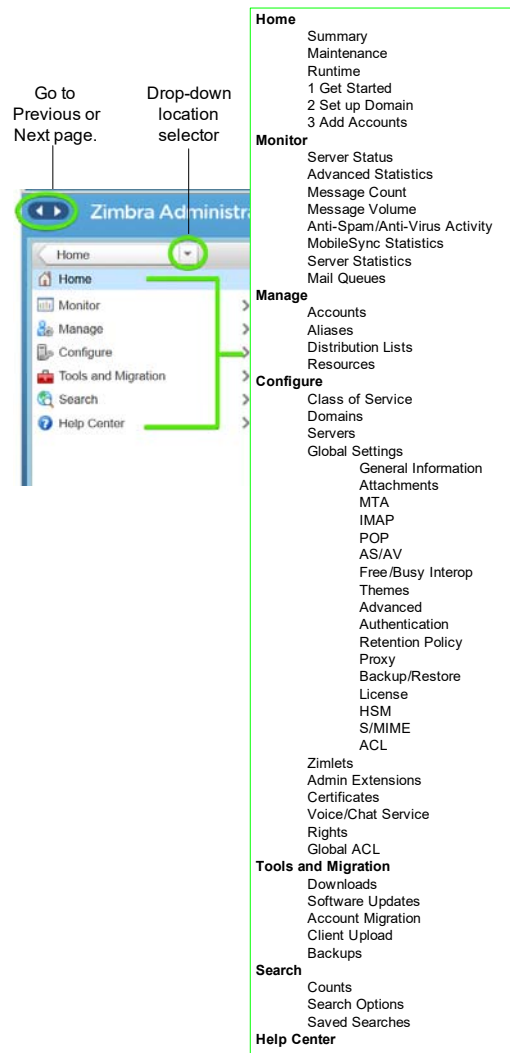 Go to
Previous or
Next page.
Drop-down
location
selector
Zimbra Administra
Home
Home
Monitor
Manage
Configure
Tools and Migration
Search
Help Center
Home
Summary
Maintenance
Runtime
1 Get Started
2 Set up Domain
3 Add Accounts
Monitor
Server Status
Advanced Statistics
Message Count
Message Volume
Anti-Spam/Anti-Virus Activity
MobileSync Statistics
Server Statistics
Mail Queues
Manage
Accounts
Aliases
Distribution Lists
Resources
Configure
Class of Service
Domains
Servers
Global Settings
General Information
Attachments
MTA
IMAP
POP
AS/AV
Free/Busy Interop
Themes
Advanced
Authentication
Retention Policy
Proxy
Backup/Restore
License
HSM
S/MIME
ACL
Zimlets
Admin Extensions
Certificates
Voice/Chat Service
Rights
Global ACL
Tools and Migration
Downloads
Software Updates
Account Migration
Client Upload
Backups
Search
Counts
Search Options
Saved Searches
Help Center